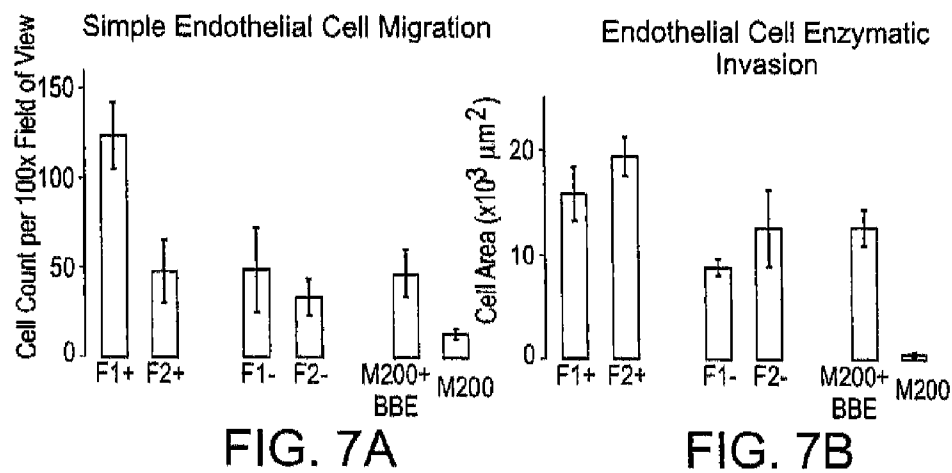 Simple Endothelial Cell Migration
Cell Count per 100x Field of View
150
100
50
0
F1+ F2+ F1- F2- M200+ M200
BBE
FIG. 7A
Endothelial Cell Enzymatic
Invasion
Cell Area (x10³ µm²)
20
10
0
F1+ F2+ F1- F2- M200+ M200
BBE
FIG. 7B